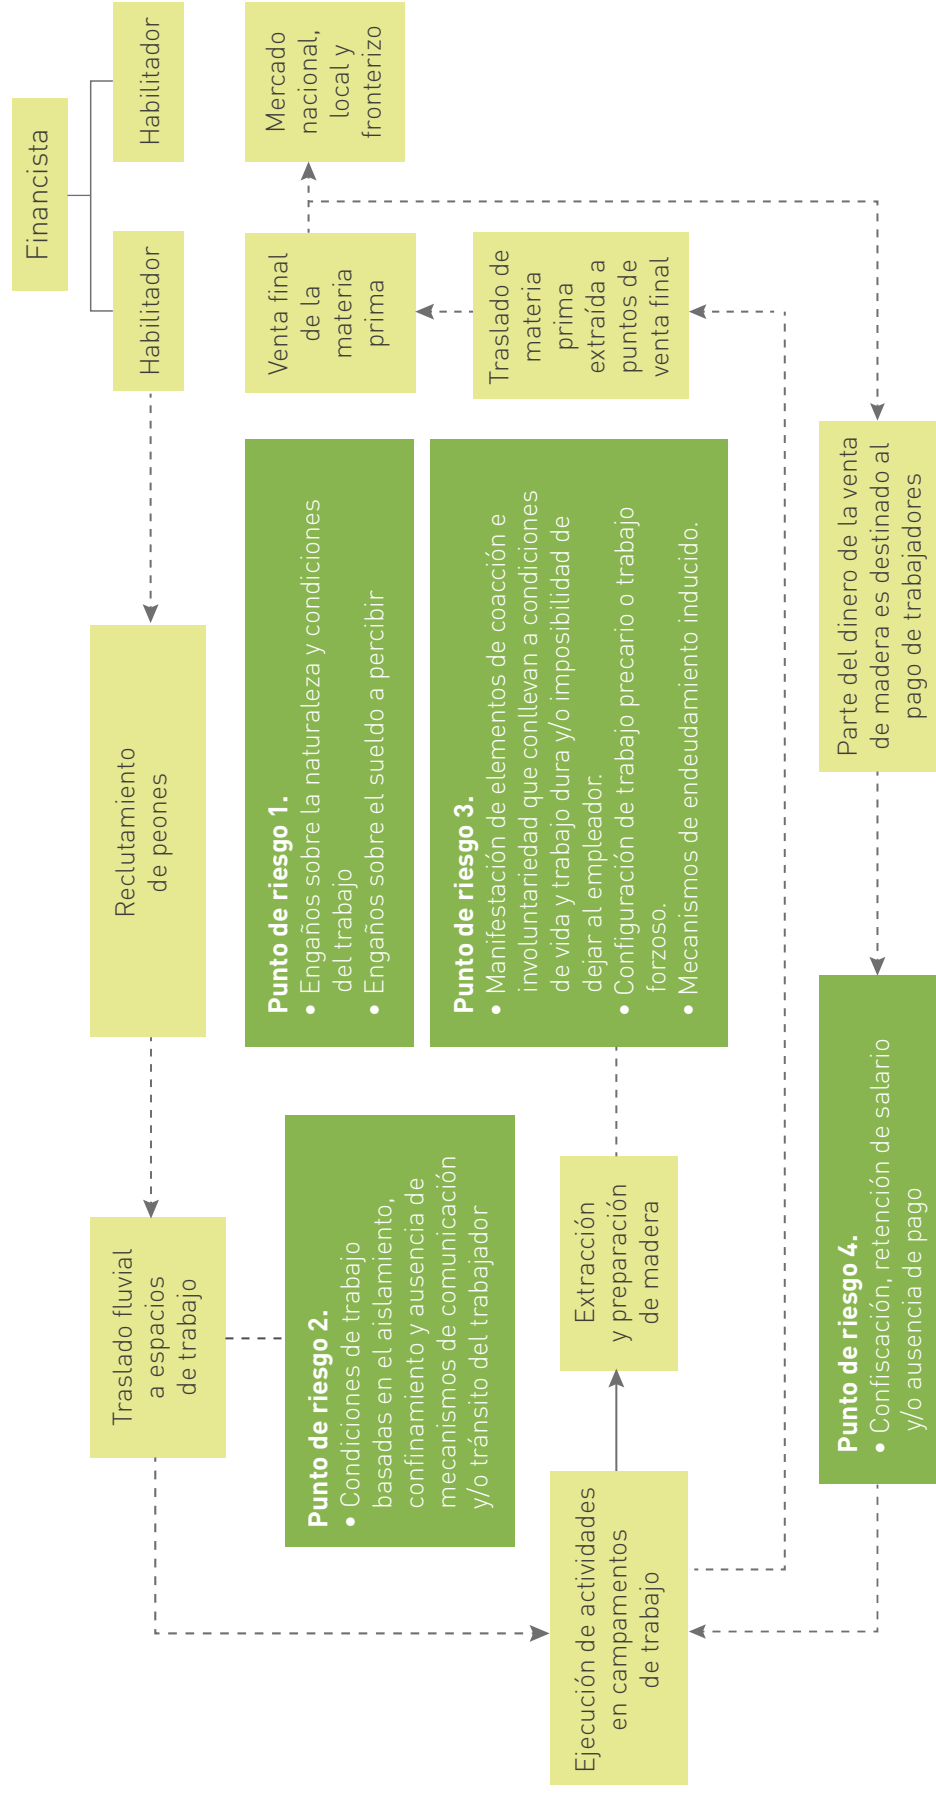 Financista
Habilitador
Habilitador
Reclutamiento
de peones
Traslado fluvial
a espacios
de trabajo
Punto de riesgo 1.
• Engaños sobre la naturaleza y condiciones
del trabajo
• Engaños sobre el sueldo a percibir
Punto de riesgo 2.
• Condiciones de trabajo
basadas en el aislamiento,
confinamiento y ausencia de
mecanismos de comunicación
y/o tránsito del trabajador
Ejecución de actividades
en campamentos
de trabajo
Extracción
y preparación
de madera
Punto de riesgo 3.
• Manifestación de elementos de coacción e
involuntariedad que conllevan a condiciones
de vida y trabajo dura y/o imposibilidad de
dejar al empleador.
• Configuración de trabajo precario o trabajo
forzoso.
• Mecanismos de endeudamiento inducido.
Traslado de
materia
prima
extraída a
puntos de
venta final
Venta final
de la
materia
prima
Mercado
nacional,
local y
fronterizo
Parte del dinero de la venta
de madera es destinado al
pago de trabajadores
Punto de riesgo 4.
• Confiscación, retención de salario
y/o ausencia de pago